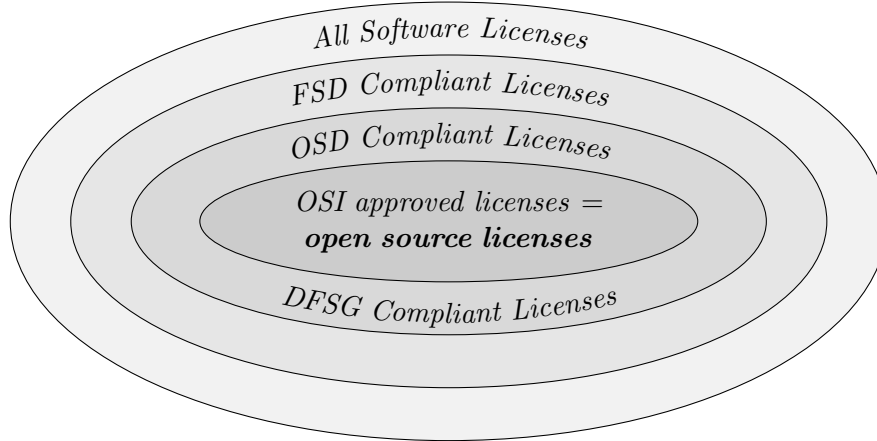 All Software Licenses
FSD Compliant Licenses
OSD Compliant Licenses
OSI approved licenses =
open source licenses
DFSG Compliant Licenses